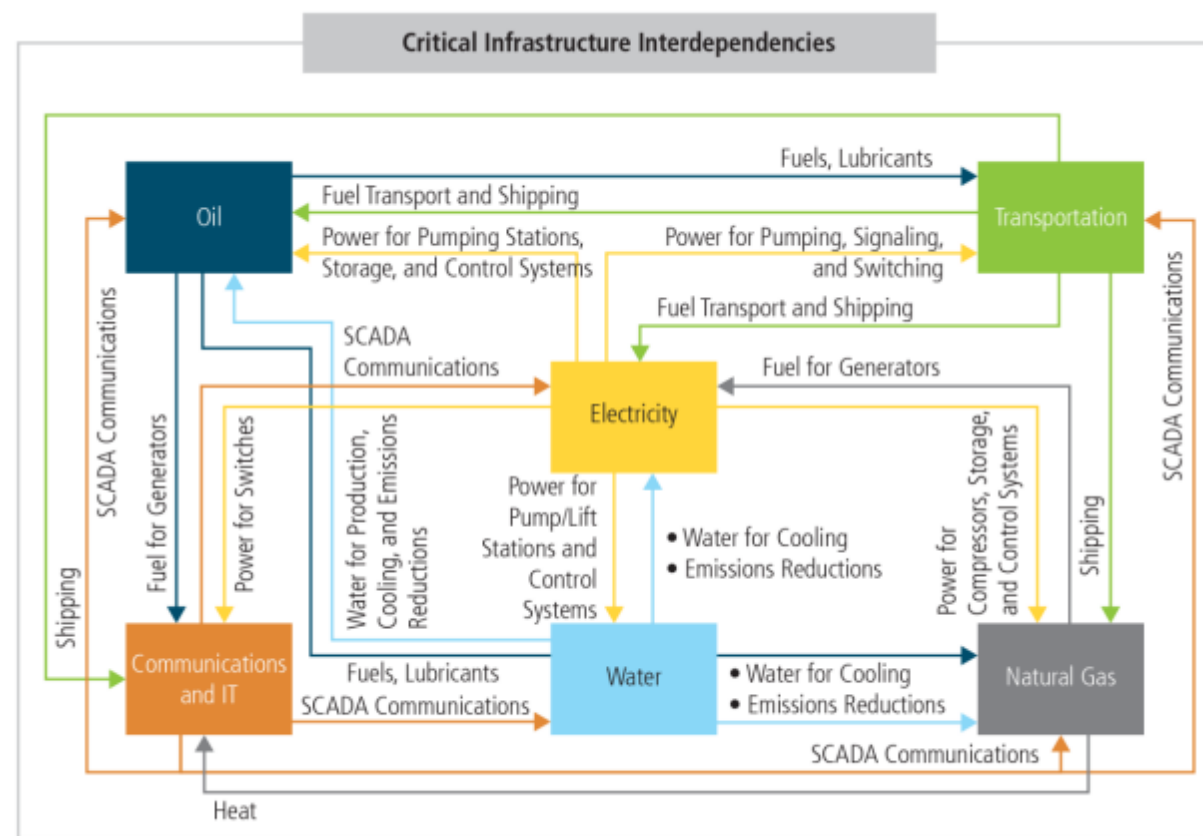 Critical Infrastructure Interdependencies
Fuels, Lubricants
Oil
Fuel Transport and Shipping
Transportation
Power for Pumping Stations,
Storage, and Control Systems
Power for Pumping, Signaling,
and Switching
Fuel Transport and Shipping
SCADA
Communications
Fuel for Generators
Electricity
SCADA Communications
Fuel for Generators
Power for Switches
Water for Production,
Cooling, and Emissions
Reductions
Power for
Pump/Lift
Stations and
Control
Systems
• Water for Cooling
• Emissions Reductions
Power for
Compressors, Storage,
and Control Systems
Shipping
SCADA Communications
Shipping
Communications
and IT
Fuels, Lubricants
SCADA Communications
Water
• Water for Cooling
• Emissions Reductions
Natural Gas
SCADA Communications
Heat